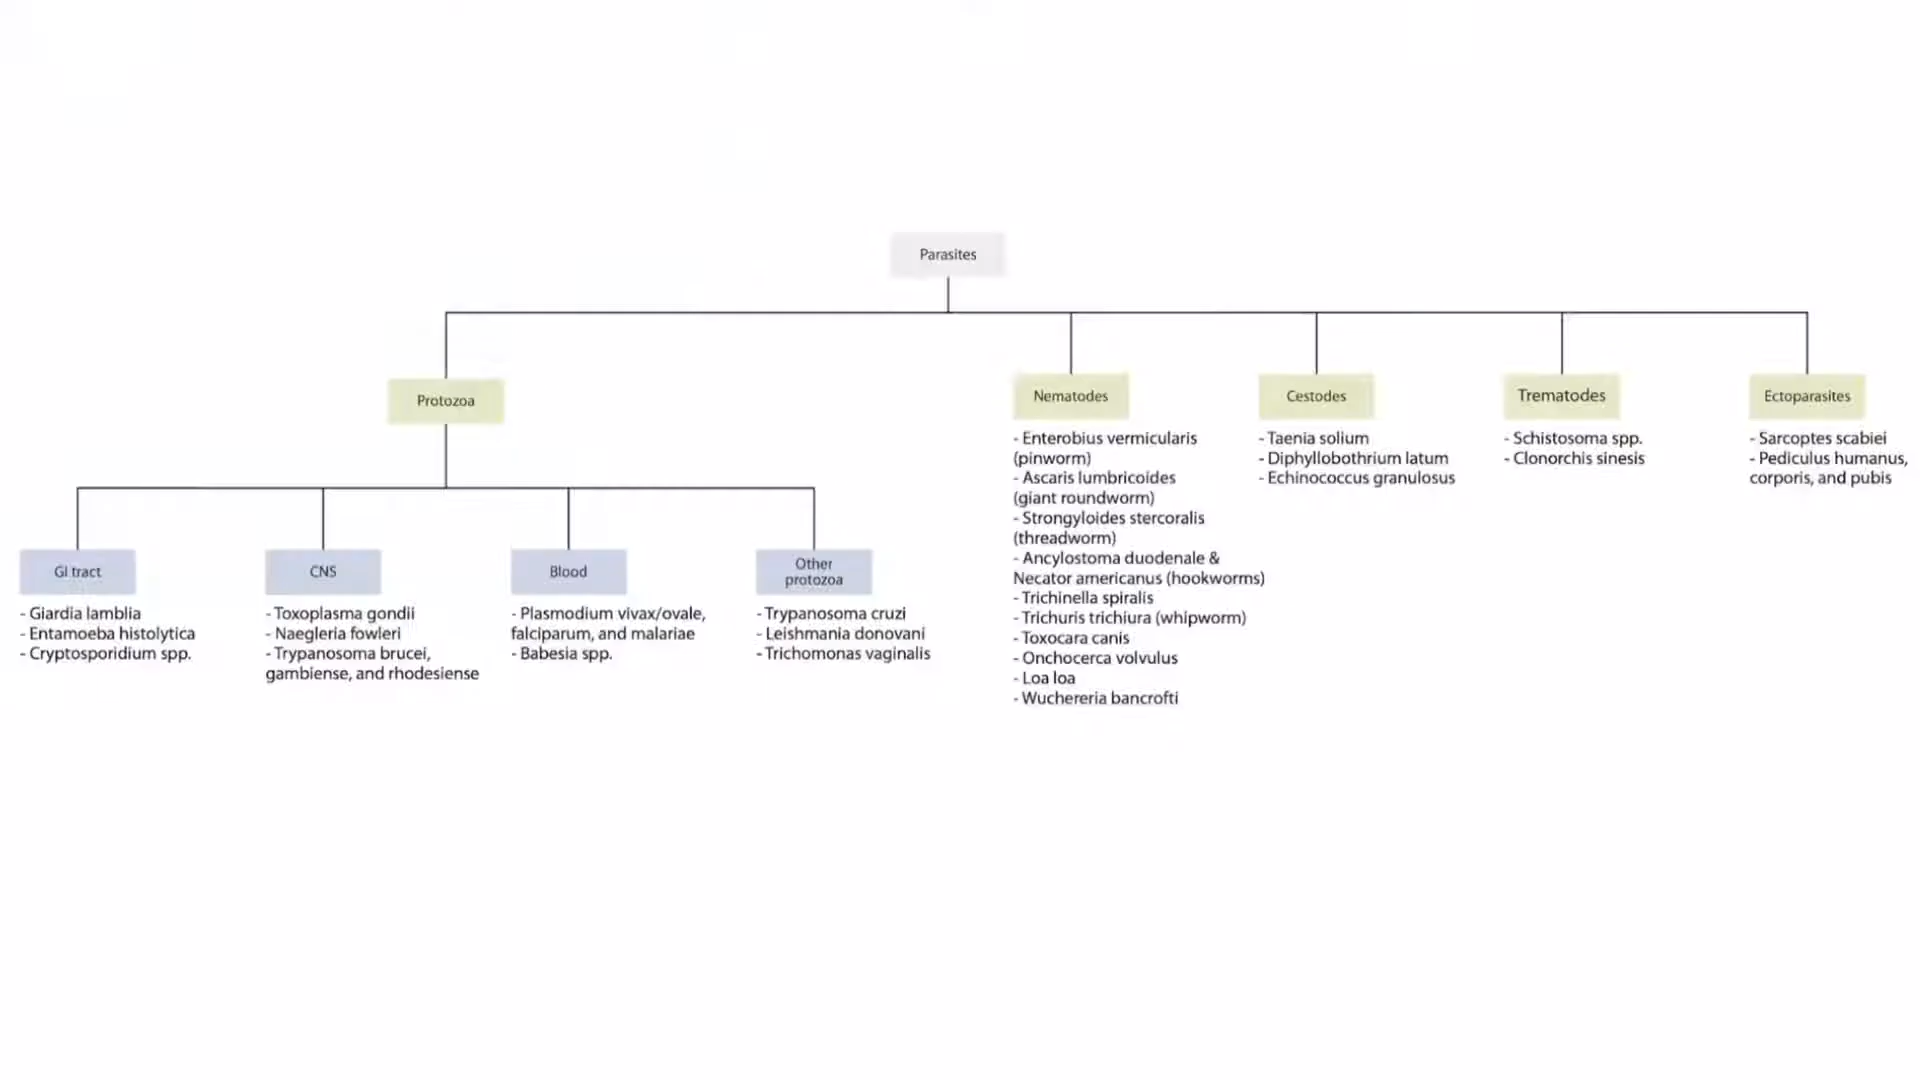 Parasites
Protozoa
GI tract
- Giardia lamblia
- Entamoeba histolytica
- Cryptosporidium spp.
CNS
- Toxoplasma gondii
- Naegleria fowleri
- Trypanosoma brucei,
gambiense, and rhodesiense
Blood
- Plasmodium vivax/ovale,
falciparum, and malariae
- Babesia spp.
Other
protozoa
- Trypanosoma cruzi
- Leishmania donovani
- Trichomonas vaginalis
Nematodes
- Enterobius vermicularis
(pinworm)
- Ascaris lumbricoides
(giant roundworm)
- Strongyloides stercoralis
(threadworm)
- Ancylostoma duodenale &
Necator americanus (hookworms)
- Trichinella spiralis
- Trichuris trichiura (whipworm)
- Toxocara canis
- Onchocerca volvulus
- Loa loa
- Wuchereria bancrofti
Cestodes
- Taenia solium
- Diphyllobothrium latum
- Echinococcus granulosus
Trematodes
- Schistosoma spp.
- Clonorchis sinesis
Ectoparasites
- Sarcoptes scabiei
- Pediculus humanus,
corporis, and pubis